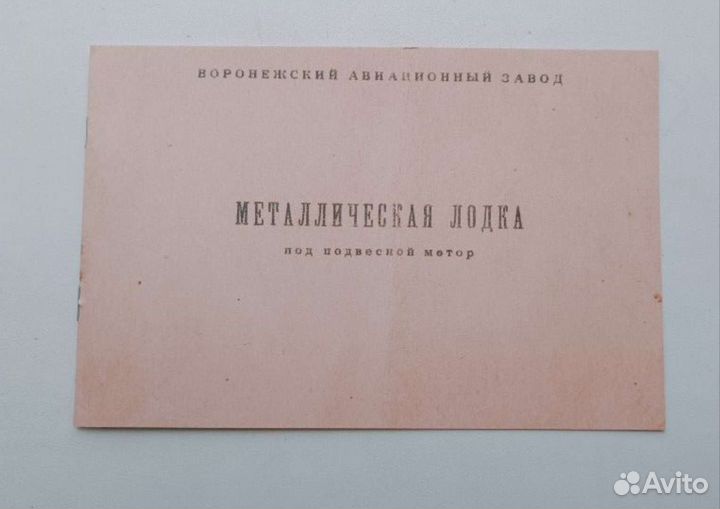 ВОРОНЕЖСКИЙ АВИАЦИОННЫЙ ЗАВОД
МЕТАЛЛИЧЕСКАЯ ЛОДКА
под подвесной мотор
Avito